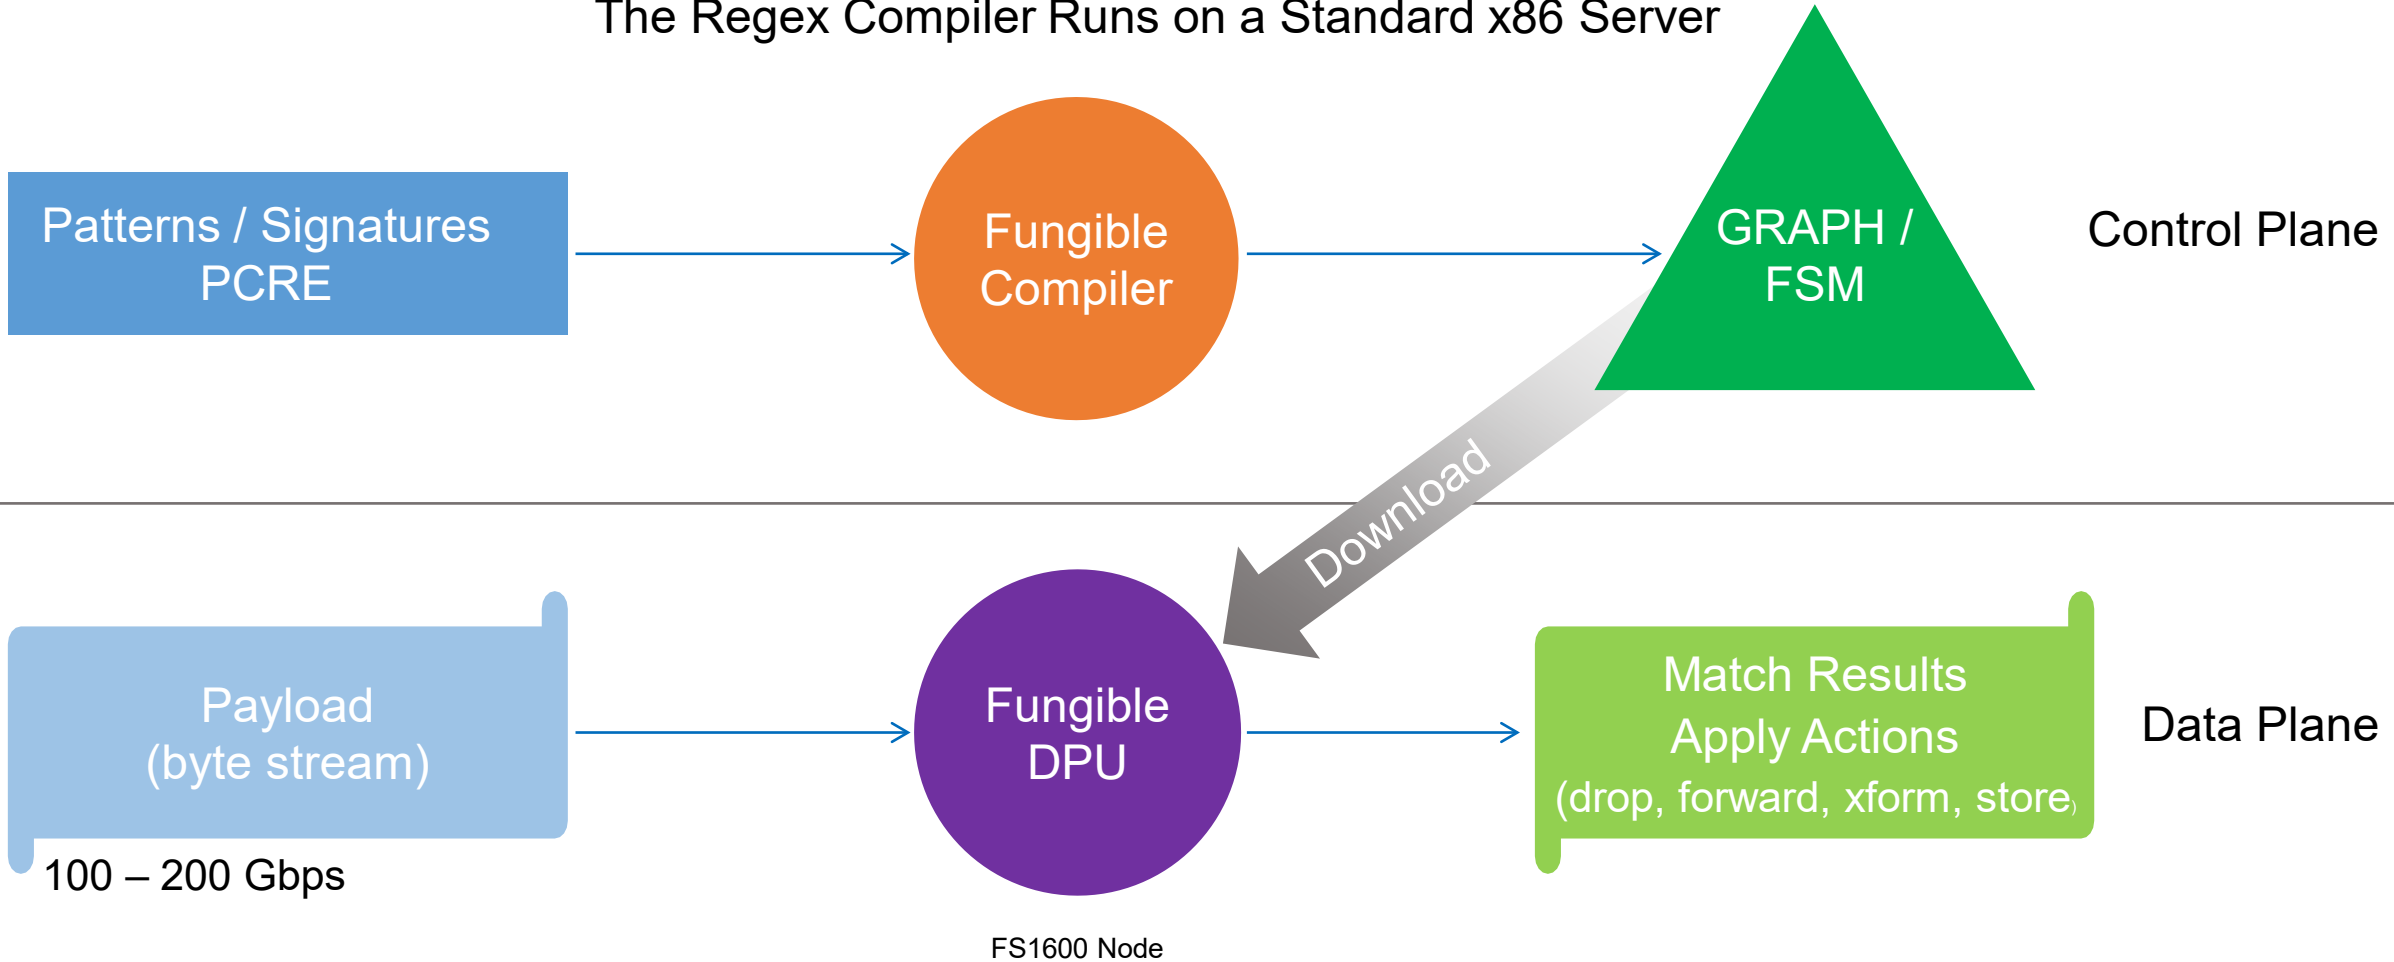 The Regex Compiler Runs on a Standard x86 Server
Patterns / Signatures
PCRE
Fungible
Compiler
GRAPH /
FSM
Control Plane
Download
Payload
(byte stream)
100 – 200 Gbps
Fungible
DPU
FS1600 Node
Match Results
Apply Actions
(drop, forward, xform, store)
Data Plane